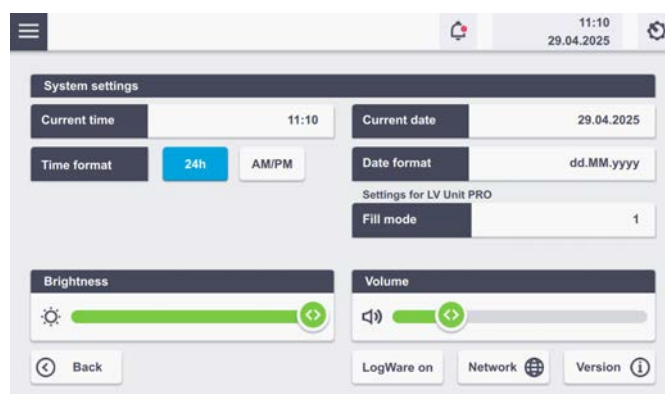 11:10
29.04.2025
System settings
Current time 11:10
Current date 29.04.2025
Time format 24h AM/PM
Date format dd.MM.yyyy
Settings for LV Unit PRO
Fill mode 1
Brightness
Volume
Back
LogWare on
Network
Version